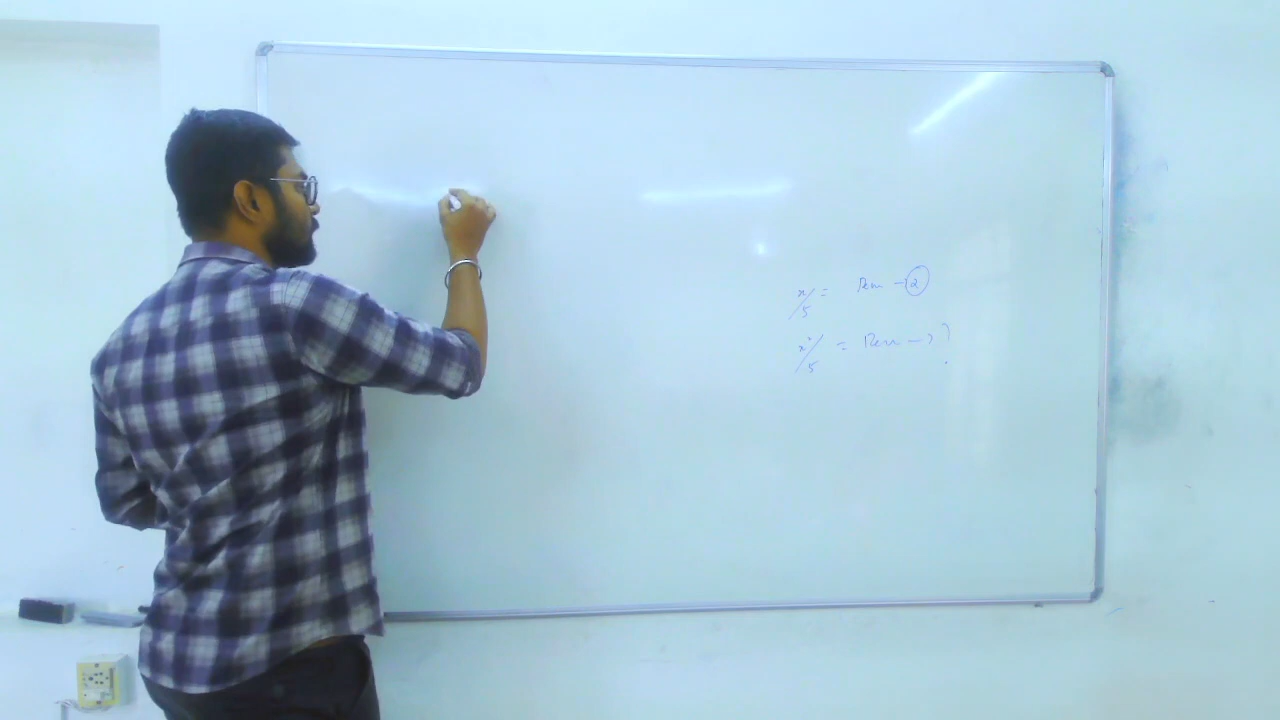 x/5 = Rem - 2
x²/5 = Rem -> ?